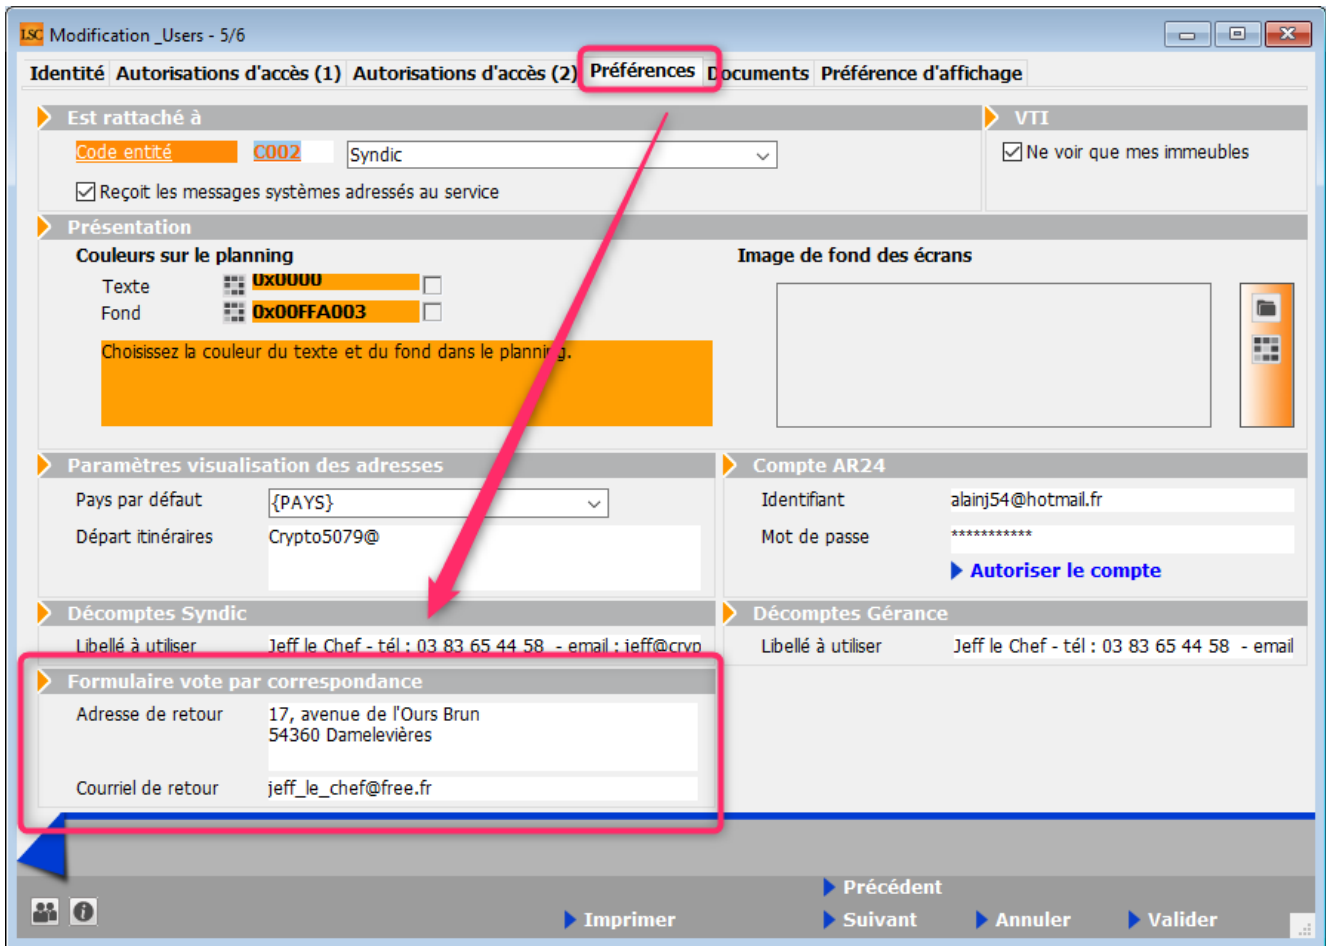 LSC Modification _Users - 5/6
Identité Autorisations d'accès (1) Autorisations d'accès (2) Préférences Documents Préférence d'affichage
Est rattaché à
VTI
Code entité C002 Syndic
Ne voir que mes immeubles
Reçoit les messages systèmes adressés au service
Présentation
Couleurs sur le planning
Image de fond des écrans
Texte 0x0000
Fond 0x00FFA003
Choisissez la couleur du texte et du fond dans le planning.
Paramètres visualisation des adresses
Compte AR24
Pays par défaut {PAYS}
Identifiant alainj54@hotmail.fr
Départ itinéraires Crypto5079@
Mot de passe ***********
Autoriser le compte
Décomptes Syndic
Décomptes Gérance
Libellé à utiliser Jeff le Chef - tél : 03 83 65 44 58 - email : jeff@cryp
Libellé à utiliser Jeff le Chef - tél : 03 83 65 44 58 - email
Formulaire vote par correspondance
Adresse de retour 17, avenue de l'Ours Brun
54360 Damelevières
Courriel de retour jeff_le_chef@free.fr
Précédent
Imprimer Suivant Annuler Valider